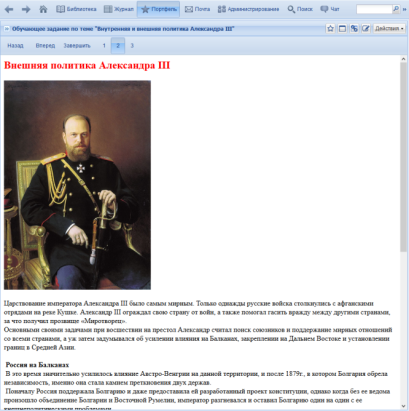 Библиотека Журнал Портфель Почта Администрирование Поиск Чат
Обучающее задание по теме "Внутренняя и внешняя политика Александра III"
Действия
Назад Вперед Завершить 1 2 3
Внешняя политика Александра III
Царствование императора Александра III было самым мирным. Только однажды русские войска столкнулись с афганскими
отрядами на реке Кушке. Александр III ограждал свою страну от войн, а также помогал гасить вражду между другими странами,
за что получил прозвище «Миротворец».
Основными своими задачами при восшествии на престол Александр считал поиск союзников и поддержание мирных отношений
со всеми странами, а уж затем задумывался об усилении влияния на Балканах, закреплении на Дальнем Востоке и установлении
границ в Средней Азии.
Россия на Балканах
В это время значительно усилилось влияние Австро-Венгрии на данной территории, и после 1879г., в котором Болгария обрела
независимость, именно она стала камнем преткновения двух держав.
Поначалу Россия поддержала Болгарию и даже предоставила ей разработанный проект конституции, однако когда без ее ведома
произошло объединение Болгарии и Восточной Румелии, император разгневался и оставил Болгарию один на один с ее